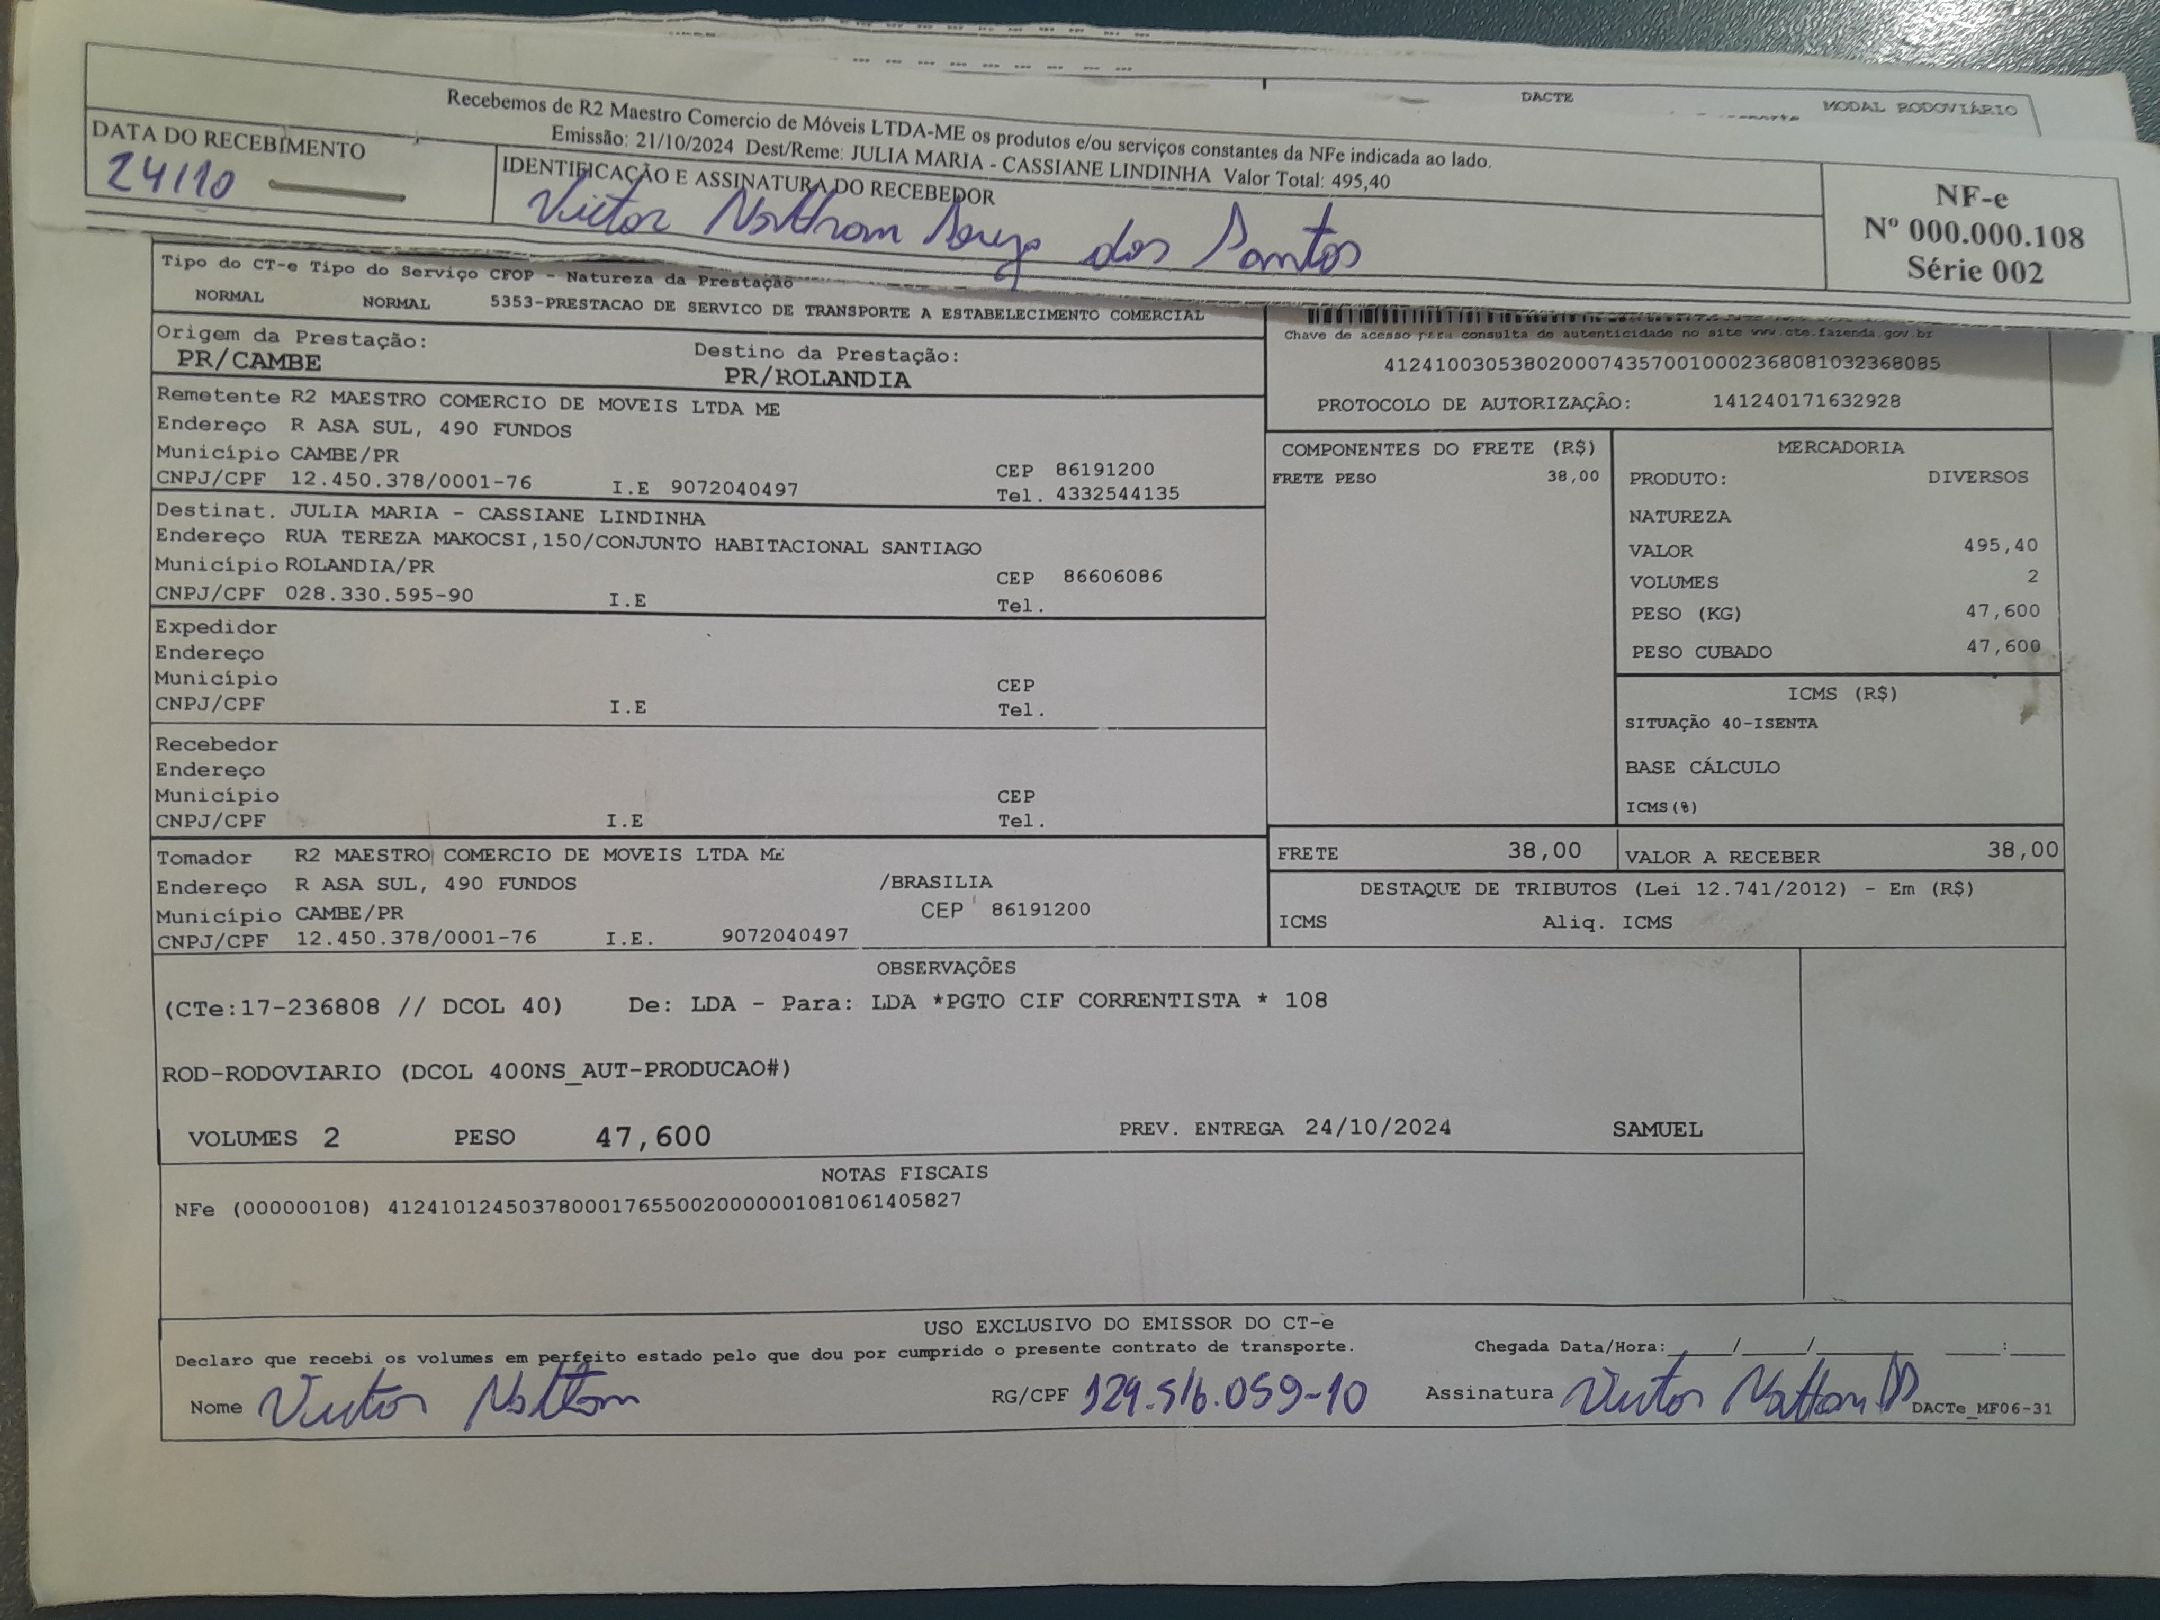 DACTE
MODAL RODOVIÁRIO
Recebemos de R2 Maestro Comercio de Móveis LTDA-ME os produtos e/ou serviços constantes da NFe indicada ao lado.
Emissão: 21/10/2024 Dest/Reme: JULIA MARIA - CASSIANE LINDINHA Valor Total: 495,40
DATA DO RECEBIMENTO
24/10
IDENTIFICAÇÃO E ASSINATURA DO RECEBEDOR
Victor dos Santos
NF-e
Nº 000.000.108
Série 002
Tipo do CT-e Tipo do Serviço CFOP - Natureza da Prestação
NORMAL NORMAL 5353-PRESTACAO DE SERVICO DE TRANSPORTE A ESTABELECIMENTO COMERCIAL
Chave de acesso para consulta de autenticidade no site www.cte.fazenda.gov.br
41241003053802000743570010002368081032368085
PROTOCOLO DE AUTORIZAÇÃO: 141240171632928
Origem da Prestação:
PR/CAMBE
Destino da Prestação:
PR/ROLANDIA
Remetente R2 MAESTRO COMERCIO DE MOVEIS LTDA ME
Endereço R ASA SUL, 490 FUNDOS
Município CAMBE/PR CEP 86191200
CNPJ/CPF 12.450.378/0001-76 I.E 9072040497 Tel. 4332544135
Destinat. JULIA MARIA - CASSIANE LINDINHA
Endereço RUA TEREZA MAKOCSI,150/CONJUNTO HABITACIONAL SANTIAGO
Município ROLANDIA/PR CEP 86606086
CNPJ/CPF 028.330.595-90 I.E Tel.
Expedidor
Endereço
Município CEP
CNPJ/CPF I.E Tel.
Recebedor
Endereço
Município CEP
CNPJ/CPF I.E Tel.
Tomador R2 MAESTRO COMERCIO DE MOVEIS LTDA ME
Endereço R ASA SUL, 490 FUNDOS /BRASILIA
Município CAMBE/PR CEP 86191200
CNPJ/CPF 12.450.378/0001-76 I.E. 9072040497
COMPONENTES DO FRETE (R$)
FRETE PESO 38,00
MERCADORIA
PRODUTO: DIVERSOS
NATUREZA
VALOR 495,40
VOLUMES 2
PESO (KG) 47,600
PESO CUBADO 47,600
ICMS (R$)
SITUAÇÃO 40-ISENTA
BASE CÁLCULO
ICMS(%)
FRETE 38,00 VALOR A RECEBER 38,00
DESTAQUE DE TRIBUTOS (Lei 12.741/2012) - Em (R$)
ICMS Aliq. ICMS
OBSERVAÇÕES
(CTe:17-236808 // DCOL 40) De: LDA - Para: LDA *PGTO CIF CORRENTISTA * 108
ROD-RODOVIARIO (DCOL 400NS_AUT-PRODUCAO#)
VOLUMES 2 PESO 47,600 PREV. ENTREGA 24/10/2024 SAMUEL
NOTAS FISCAIS
NFe (000000108) 41241012450378000176550020000001081061405827
USO EXCLUSIVO DO EMISSOR DO CT-e
Declaro que recebi os volumes em perfeito estado pelo que dou por cumprido o presente contrato de transporte. Chegada Data/Hora:____/____/______ ____:____
Nome Victor RG/CPF 129.516.059-10 Assinatura Victor
DACTe_MF06-31